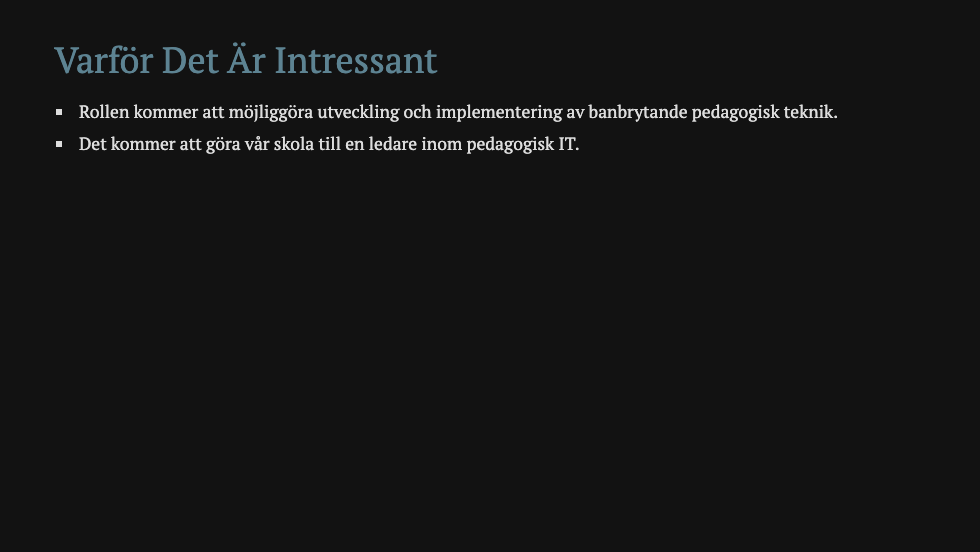 Varför Det Är Intressant
Rollen kommer att möjliggöra utveckling och implementering av banbrytande pedagogisk teknik.
Det kommer att göra vår skola till en ledare inom pedagogisk IT.